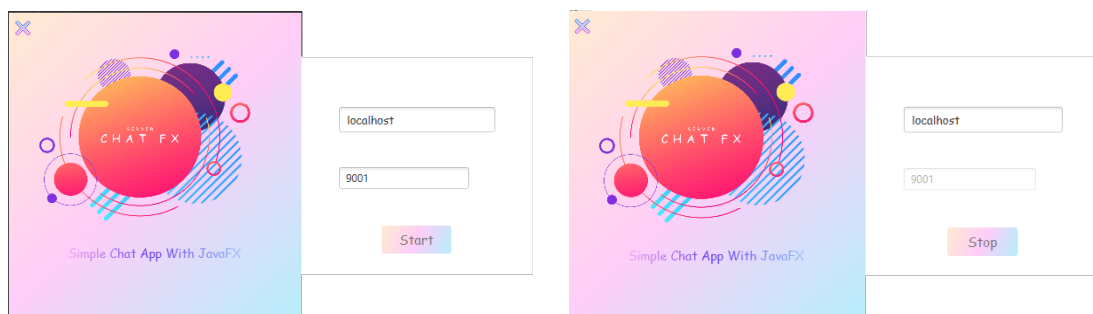 SERVER
CHAT FX
Simple Chat App With JavaFX
localhost
9001
Start
SERVER
CHAT FX
Simple Chat App With JavaFX
localhost
9001
Stop